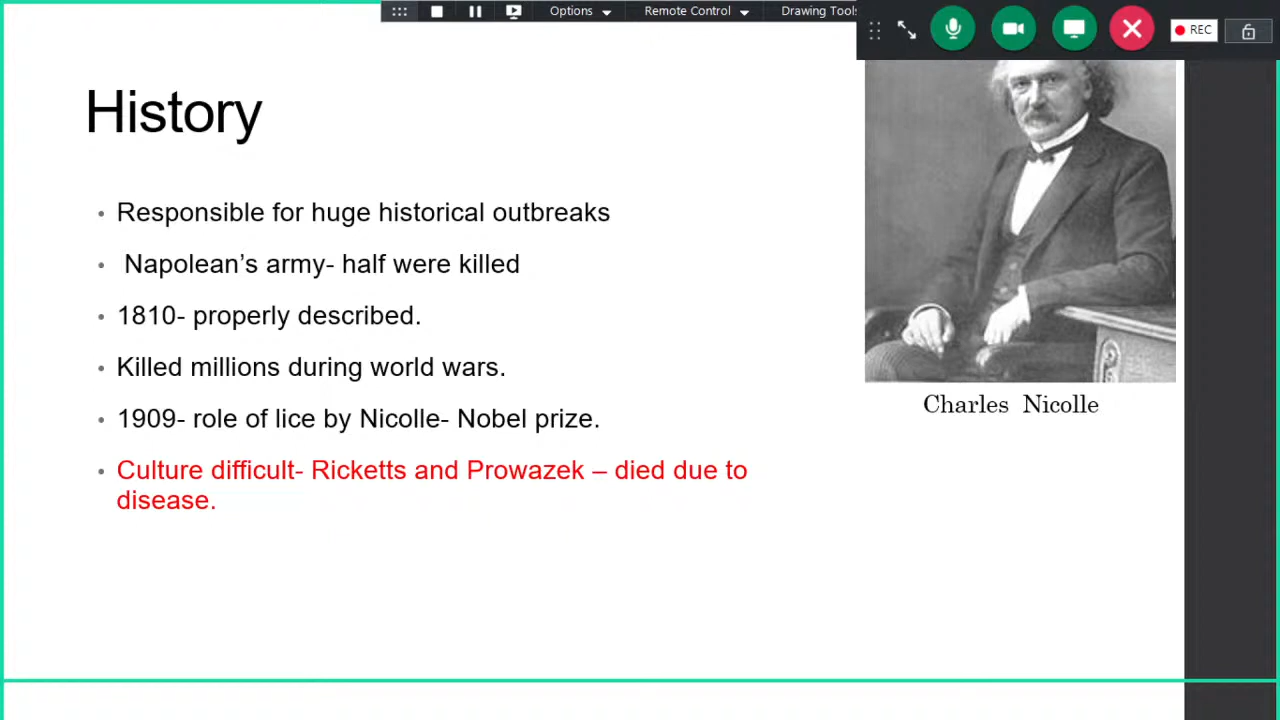 Options
Remote Control
Drawing Tools
REC
History
Responsible for huge historical outbreaks
Napolean’s army- half were killed
1810- properly described.
Killed millions during world wars.
1909- role of lice by Nicolle- Nobel prize.
Culture difficult- Ricketts and Prowazek – died due to
disease.
Charles Nicolle